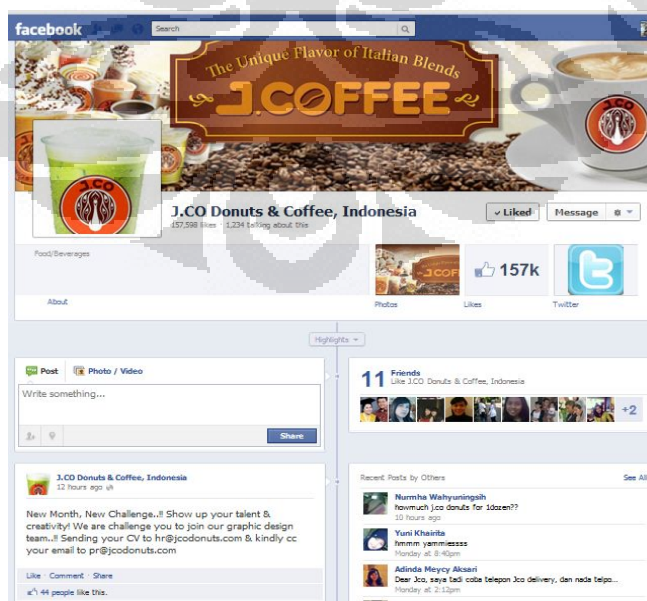 facebook
Search
The Unique Flavor of Italian Blends
J.COFFEE
J.CO
J.CO
J.CO Donuts & Coffee, Indonesia
157,598 likes · 1,234 talking about this
Liked
Message
Food/Beverages
About
J.COF
157k
Photos
Likes
Twitter
Highlights
Post
Photo / Video
Write something...
Share
11 Friends
Like J.CO Donuts & Coffee, Indonesia
+2
J.CO Donuts & Coffee, Indonesia
12 hours ago
New Month, New Challenge..!! Show up your talent &
creativity! We are challenge you to join our graphic design
team..!! Sending your CV to hr@jcodonuts.com & kindly cc
your email to pr@jcodonuts.com
Like · Comment · Share
44 people like this.
Recent Posts by Others
See All
Nurmha Wahyuningsih
howmuch j.co donuts for 1dozen??
10 hours ago
Yuni Khairita
hmmm yammiessss
Monday at 8:40pm
Adinda Meycy Aksari
Dear Jco, saya tadi coba telepon Jco delivery, dan nada telpo...
Monday at 2:12pm